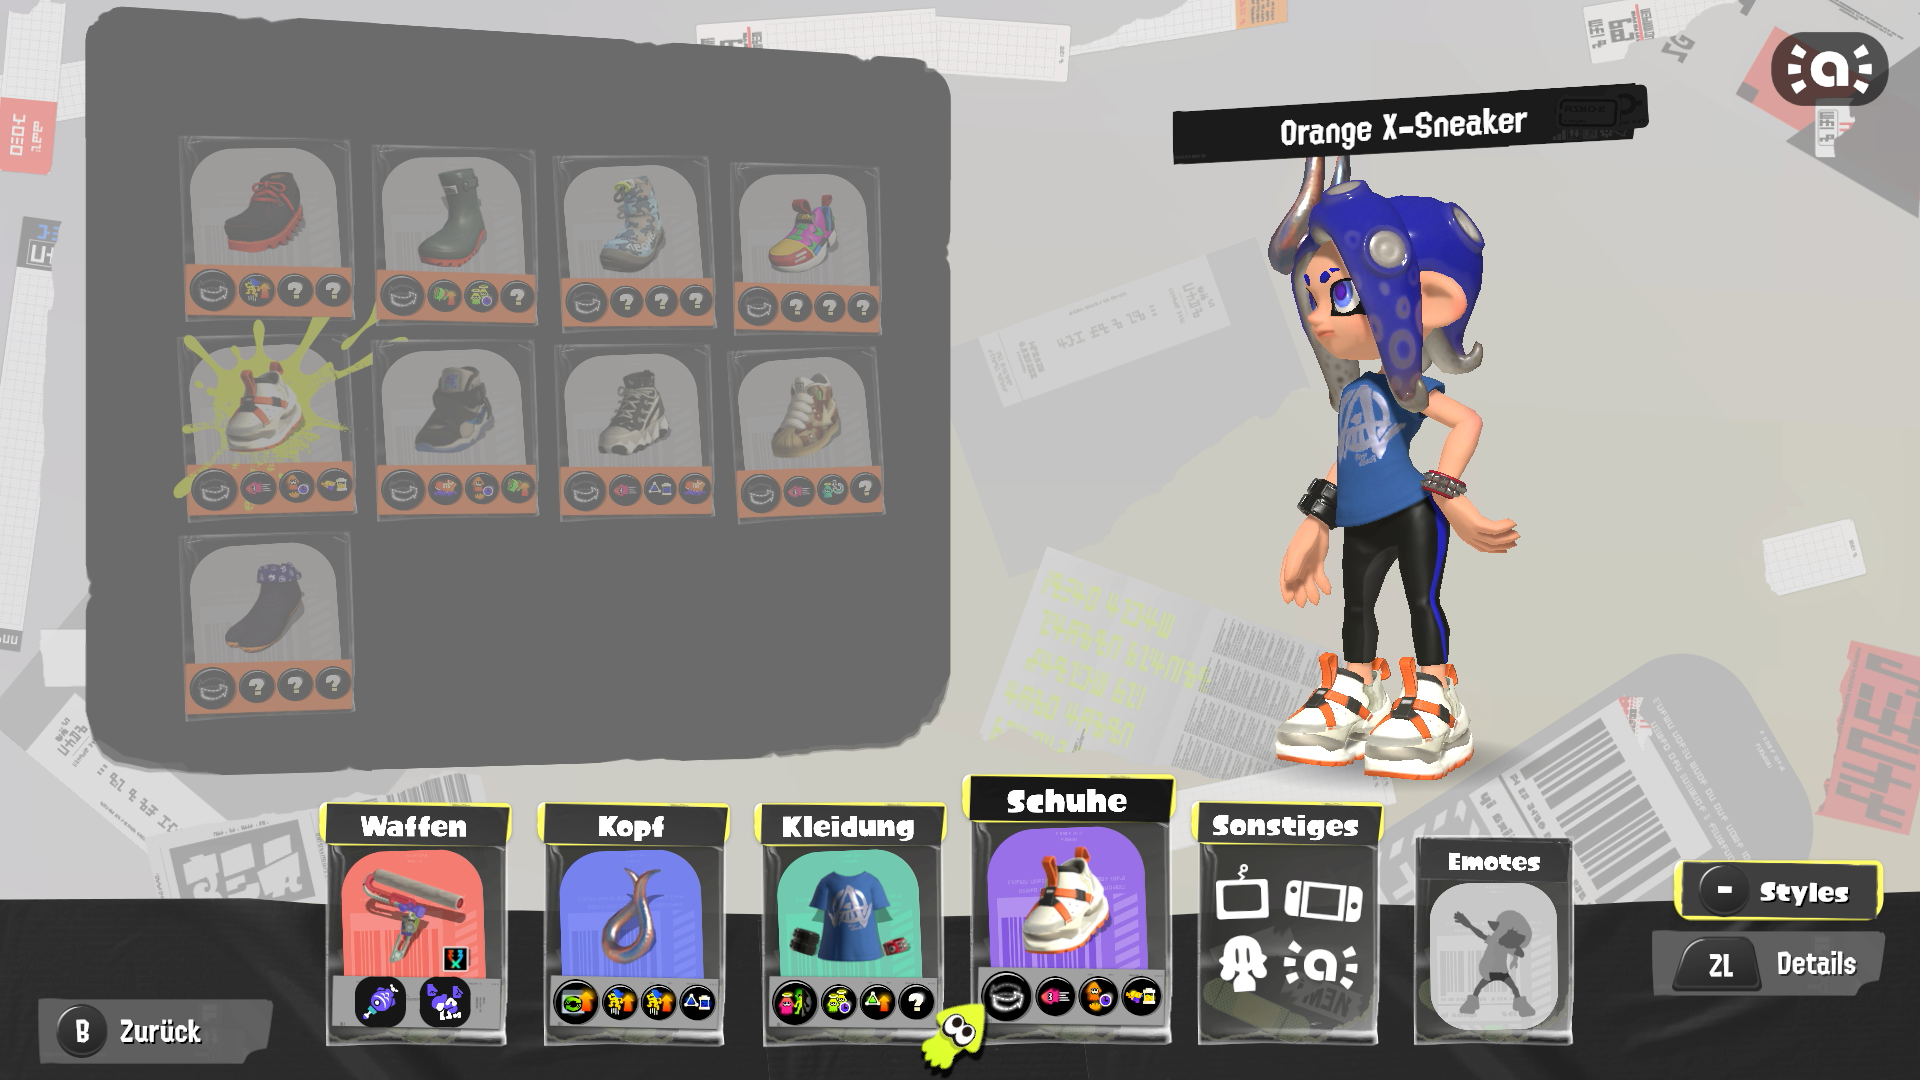 Orange X-Sneaker
Waffen
Kopf
Kleidung
Schuhe
Sonstiges
Emotes
- Styles
ZL Details
B Zurück